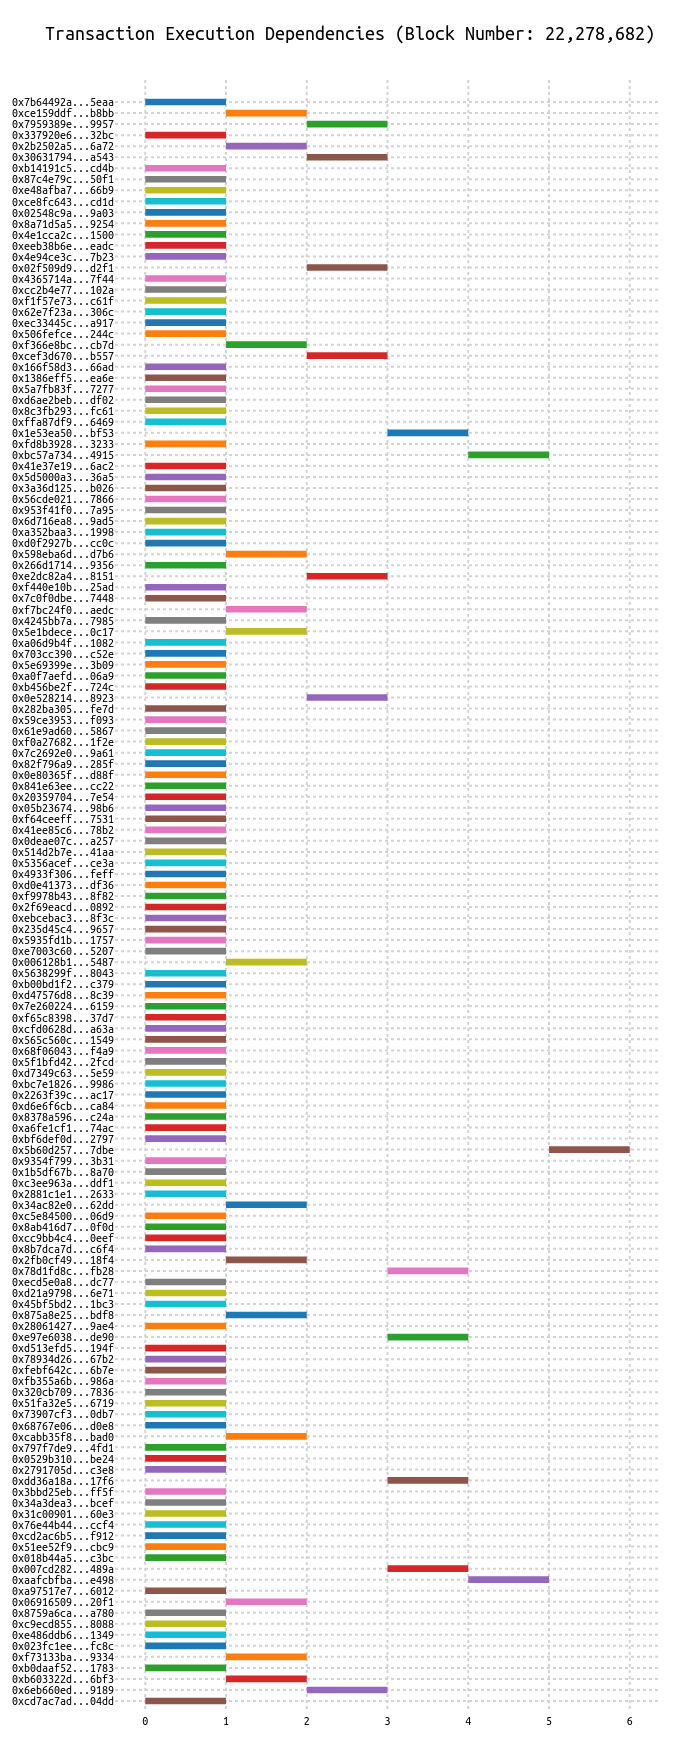 Transaction Execution Dependencies (Block Number: 22,278,682)
0x7b64492a...5eaa
0xce159ddf...b8bb
0x7959389e...9957
0x337920e6...32bc
0x2b2502a5...6a72
0x30631794...a543
0xb14191c5...cd4b
0x87c4e79c...50f1
0xe48afba7...66b9
0xce8fc643...cd1d
0x02548c9a...9a03
0x8a71d5a5...9254
0x4e1cca2c...1500
0xeeb38b6e...eadc
0x4e94ce3c...7b23
0x02f509d9...d2f1
0x4365714a...7f44
0xcc2b4e77...102a
0xf1f57e73...c61f
0x62e7f23a...306c
0xec33445c...a917
0x506fefce...244c
0xf366e8bc...cb7d
0xcef3d670...b557
0x166f58d3...66ad
0x1386eff5...ea6e
0x5a7fb83f...7277
0xd6ae2beb...df02
0x8c3fb293...fc61
0xffa87df9...6469
0x1e53ea50...bf53
0xfd8b3928...3233
0xbc57a734...4915
0x41e37e19...6ac2
0x5d5000a3...36a5
0x3a36d125...b026
0x56cde021...7866
0x953f41f0...7a95
0x6d716ea8...9ad5
0xa352baa3...1998
0xd0f2927b...cc0c
0x598eba6d...d7b6
0x266d1714...9356
0xe2dc82a4...8151
0xf440e10b...25ad
0x7c0f0dbe...7448
0xf7bc24f0...aedc
0x4245bb7a...7985
0x5e1bdece...0c17
0xa06d9b4f...1082
0x703cc390...c52e
0x5e69399e...3b09
0xa0f7aefd...06a9
0xb456be2f...724c
0x0e528214...8923
0x282ba305...fe7d
0x59ce3953...f093
0x61e9ad60...5867
0xf0a27682...1f2e
0x7c2692e0...9a61
0x82f796a9...285f
0x0e80365f...d88f
0x841e63ee...cc22
0x20359704...7e54
0x05b23674...98b6
0xf64ceeff...7531
0x41ee85c6...78b2
0x0deae07c...a257
0x514d2b7e...41aa
0x5356acef...ce3a
0x4933f306...feff
0xd0e41373...df36
0xf9978b43...8f82
0x2f69eacd...0892
0xebcebac3...8f3c
0x235d45c4...9657
0x5935fd1b...1757
0xe7003c60...5207
0x006128b1...5487
0x5638299f...8043
0xb00bd1f2...c379
0xd47576d8...8c39
0x7e260224...6159
0xf65c8398...37d7
0xcfd0628d...a63a
0x565c560c...1549
0x68f06043...f4a9
0x5f1bfd42...2fcd
0xd7349c63...5e59
0xbc7e1826...9986
0x2263f39c...ac17
0xd6e6f6cb...ca84
0x8378a596...c24a
0xa6fe1cf1...74ac
0xbf6def0d...2797
0x5b60d257...7dbe
0x9354f799...3b31
0x1b5df67b...8a70
0xc3ee963a...ddf1
0x2881c1e1...2633
0x34ac82e0...62dd
0xc5e84500...06d9
0x8ab416d7...0f0d
0xcc9bb4c4...0eef
0x8b7dca7d...c6f4
0x2fb0cf49...18f4
0x78d1fd8c...fb28
0xecd5e0a8...dc77
0xd21a9798...6e71
0x45bf5bd2...1bc3
0x875a8e25...bdf8
0x28061427...9ae4
0xe97e6038...de90
0xd513efd5...194f
0x78934d26...67b2
0xfebf642c...6b7e
0xfb355a6b...986a
0x320cb709...7836
0x51fa32e5...6719
0x73907cf3...0db7
0x68767e06...d0e8
0xcabb35f8...bad0
0x797f7de9...4fd1
0x0529b310...be24
0x2791705d...c3e8
0xdd36a18a...17f6
0x3bbd25eb...ff5f
0x34a3dea3...bcef
0x31c00901...60e3
0x76e44b44...ccf4
0xcd2ac6b5...f912
0x51ee52f9...cbc9
0x018b44a5...c3bc
0x007cd282...489a
0xaafcbfba...e498
0xa97517e7...6012
0x06916509...20f1
0x8759a6ca...a780
0xc9ecd855...8088
0xe486ddb6...1349
0x023fc1ee...fc8c
0xf73133ba...9334
0xb0daaf52...1783
0xb603322d...6bf3
0x6eb660ed...9189
0xcd7ac7ad...04dd
0 1 2 3 4 5 6